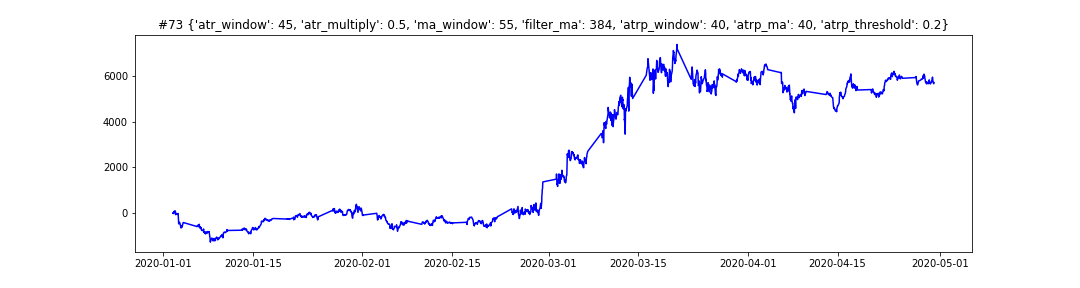 #73 {'atr_window': 45, 'atr_multiply': 0.5, 'ma_window': 55, 'filter_ma': 384, 'atrp_window': 40, 'atrp_ma': 40, 'atrp_threshold': 0.2}
6000
4000
2000
0
2020-01-01 2020-01-15 2020-02-01 2020-02-15 2020-03-01 2020-03-15 2020-04-01 2020-04-15 2020-05-01